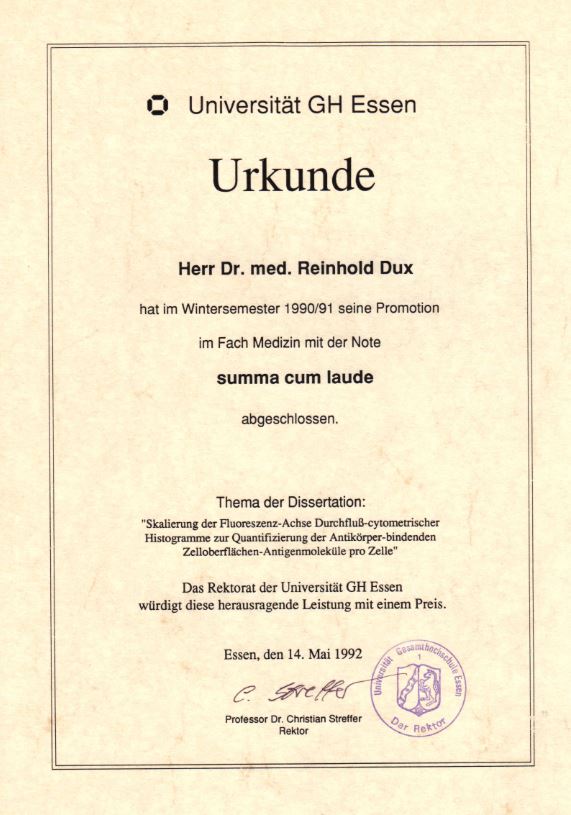 Universität GH Essen
Urkunde
Herr Dr. med. Reinhold Dux
hat im Wintersemester 1990/91 seine Promotion
im Fach Medizin mit der Note
summa cum laude
abgeschlossen.
Thema der Dissertation:
"Skalierung der Fluoreszenz-Achse Durchfluß-cytometrischer
Histogramme zur Quantifizierung der Antikörper-bindenden
Zelloberflächen-Antigenmoleküle pro Zelle"
Das Rektorat der Universität GH Essen
würdigt diese herausragende Leistung mit einem Preis.
Essen, den 14. Mai 1992
C. Streffer
Professor Dr. Christian Streffer
Rektor
Universität Gesamthochschule Essen
1
Der Rektor